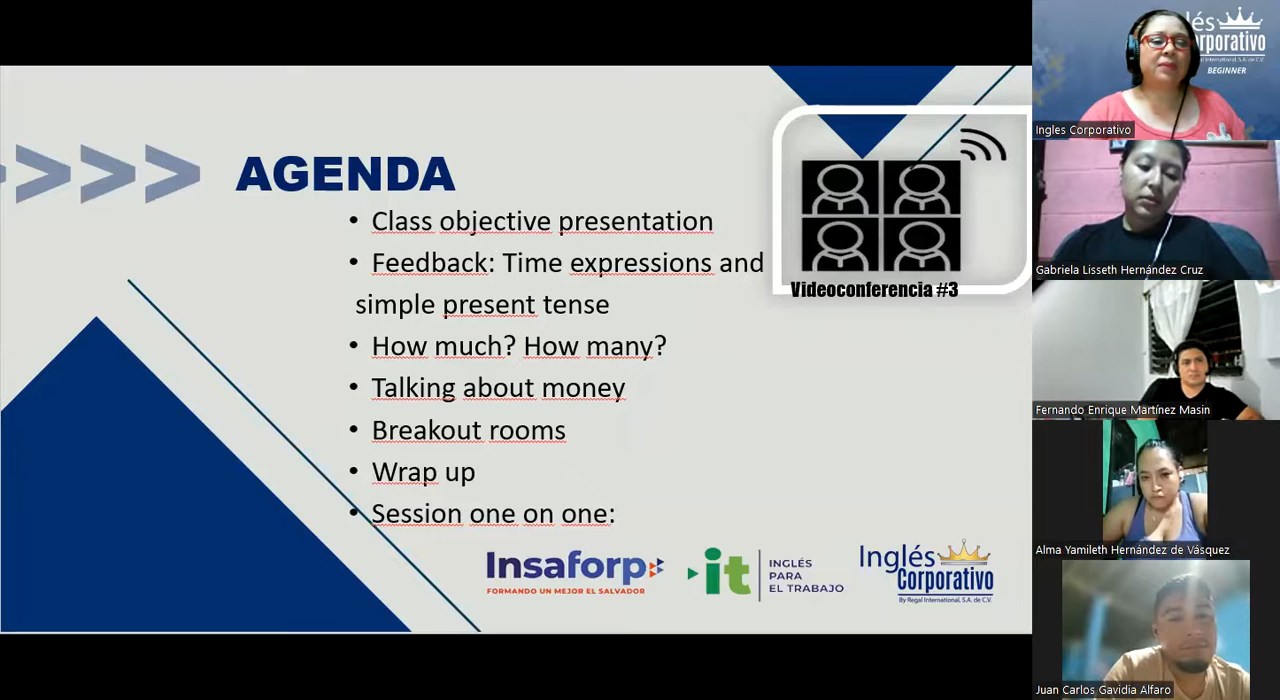 AGENDA
• Class objective presentation
• Feedback: Time expressions and
simple present tense
• How much? How many?
• Talking about money
• Breakout rooms
• Wrap up
• Session one on one:
Videoconferencia #3
Insaforp
FORMANDO UN MEJOR EL SALVADOR
it
INGLÉS
PARA
EL TRABAJO
Inglés
Corporativo
By Regal International, S.A. de C.V.
lés
rporativo
BEGINNER
Ingles Corporativo
Gabriela Lisseth Hernández Cruz
Fernando Enrique Martínez Masin
Alma Yamileth Hernández de Vásquez
Juan Carlos Gavidia Alfaro